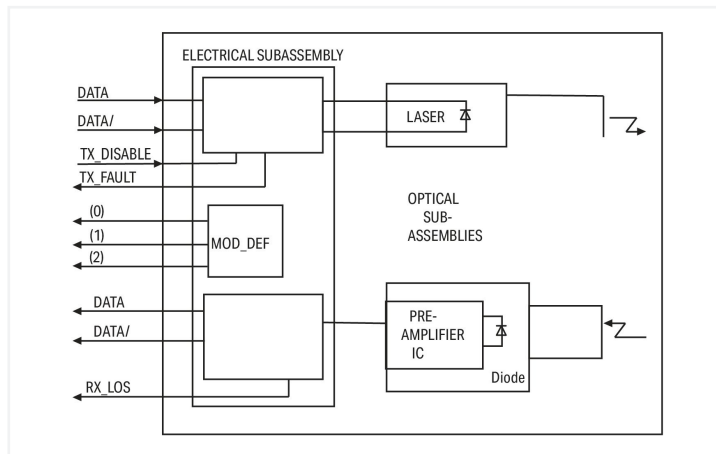 ELECTRICAL SUBASSEMBLY
DATA
DATA/
TX_DISABLE
TX_FAULT
LASER
(0)
(1)
(2)
MOD_DEF
OPTICAL
SUB-
ASSEMBLIES
DATA
DATA/
RX_LOS
PRE-
AMPLIFIER
IC
Diode